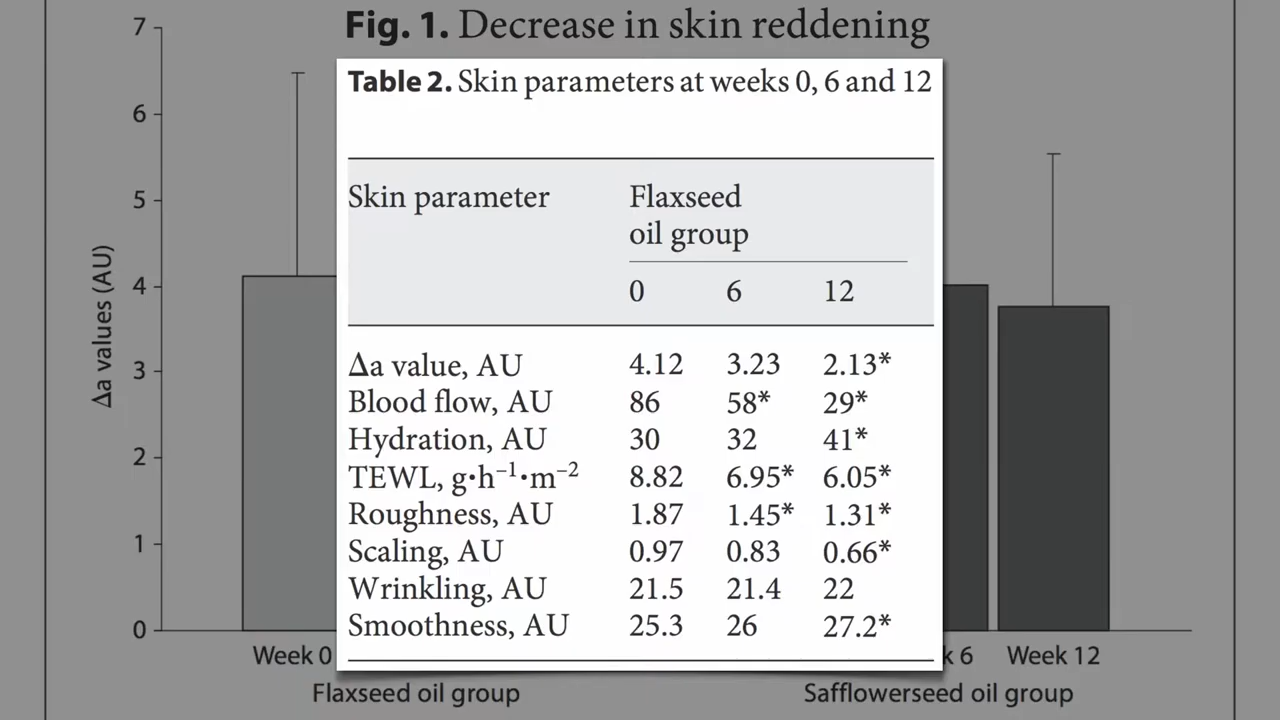 Fig. 1. Decrease in skin reddening
Table 2. Skin parameters at weeks 0, 6 and 12
Skin parameter Flaxseed
oil group
0 6 12
Δa value, AU 4.12 3.23 2.13*
Blood flow, AU 86 58* 29*
Hydration, AU 30 32 41*
TEWL, g•h⁻¹•m⁻² 8.82 6.95* 6.05*
Roughness, AU 1.87 1.45* 1.31*
Scaling, AU 0.97 0.83 0.66*
Wrinkling, AU 21.5 21.4 22
Smoothness, AU 25.3 26 27.2*
Δa values (AU)
7
6
5
4
3
2
1
0
Week 0 k 6 Week 12
Flaxseed oil group Safflowerseed oil group